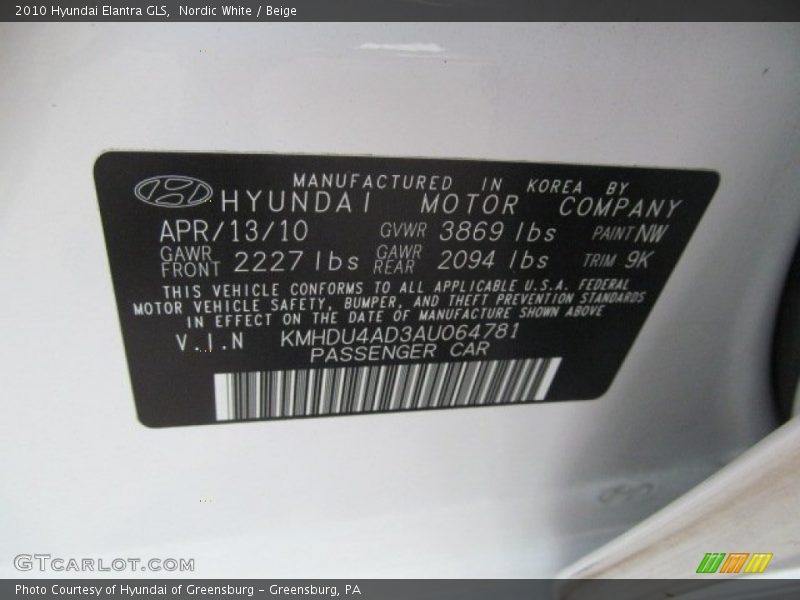 2010 Hyundai Elantra GLS, Nordic White / Beige
MANUFACTURED IN KOREA BY
HYUNDAI MOTOR COMPANY
APR/13/10 GVWR 3869 lbs PAINT NW
GAWR FRONT 2227 lbs GAWR REAR 2094 lbs TRIM 9K
THIS VEHICLE CONFORMS TO ALL APPLICABLE U.S.A. FEDERAL
MOTOR VEHICLE SAFETY, BUMPER, AND THEFT PREVENTION STANDARDS
IN EFFECT ON THE DATE OF MANUFACTURE SHOWN ABOVE
V.I.N KMHDU4AD3AU064781
PASSENGER CAR
GTCARLOT.COM
Photo Courtesy of Hyundai of Greensburg – Greensburg, PA